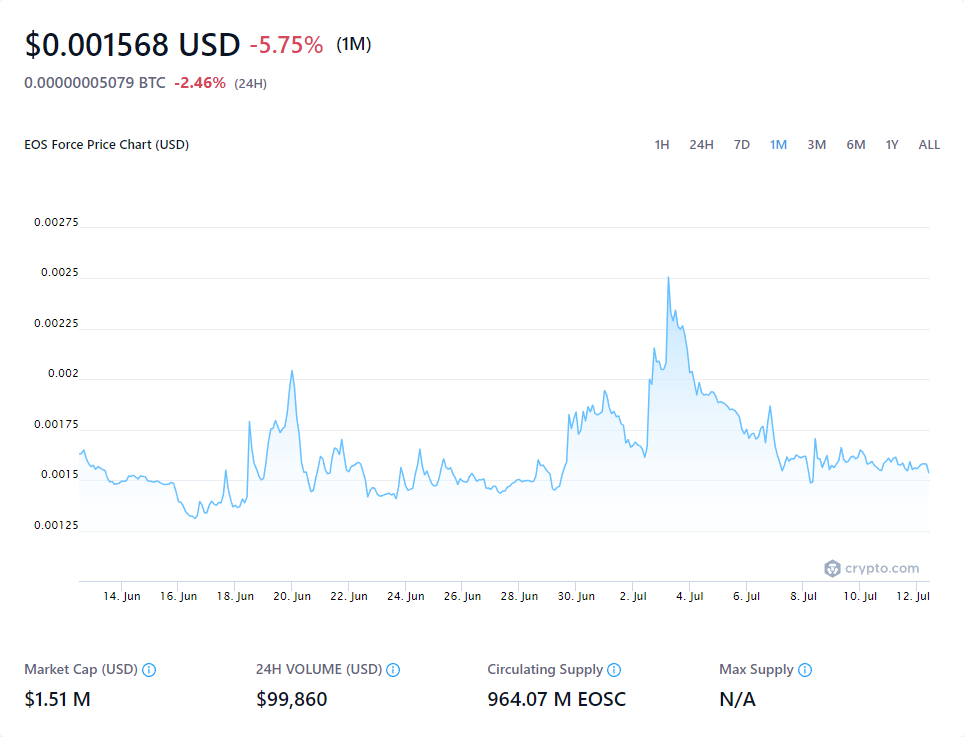 $0.001568 USD -5.75% (1M)
0.00000005079 BTC -2.46% (24H)
EOS Force Price Chart (USD) 1H 24H 7D 1M 3M 6M 1Y ALL
0.00275
0.0025
0.00225
0.002
0.00175
0.0015
0.00125
crypto.com
14. Jun 16. Jun 18. Jun 20. Jun 22. Jun 24. Jun 26. Jun 28. Jun 30. Jun 2. Jul 4. Jul 6. Jul 8. Jul 10. Jul 12. Jul
Market Cap (USD) 24H VOLUME (USD) Circulating Supply Max Supply
$1.51 M $99,860 964.07 M EOSC N/A